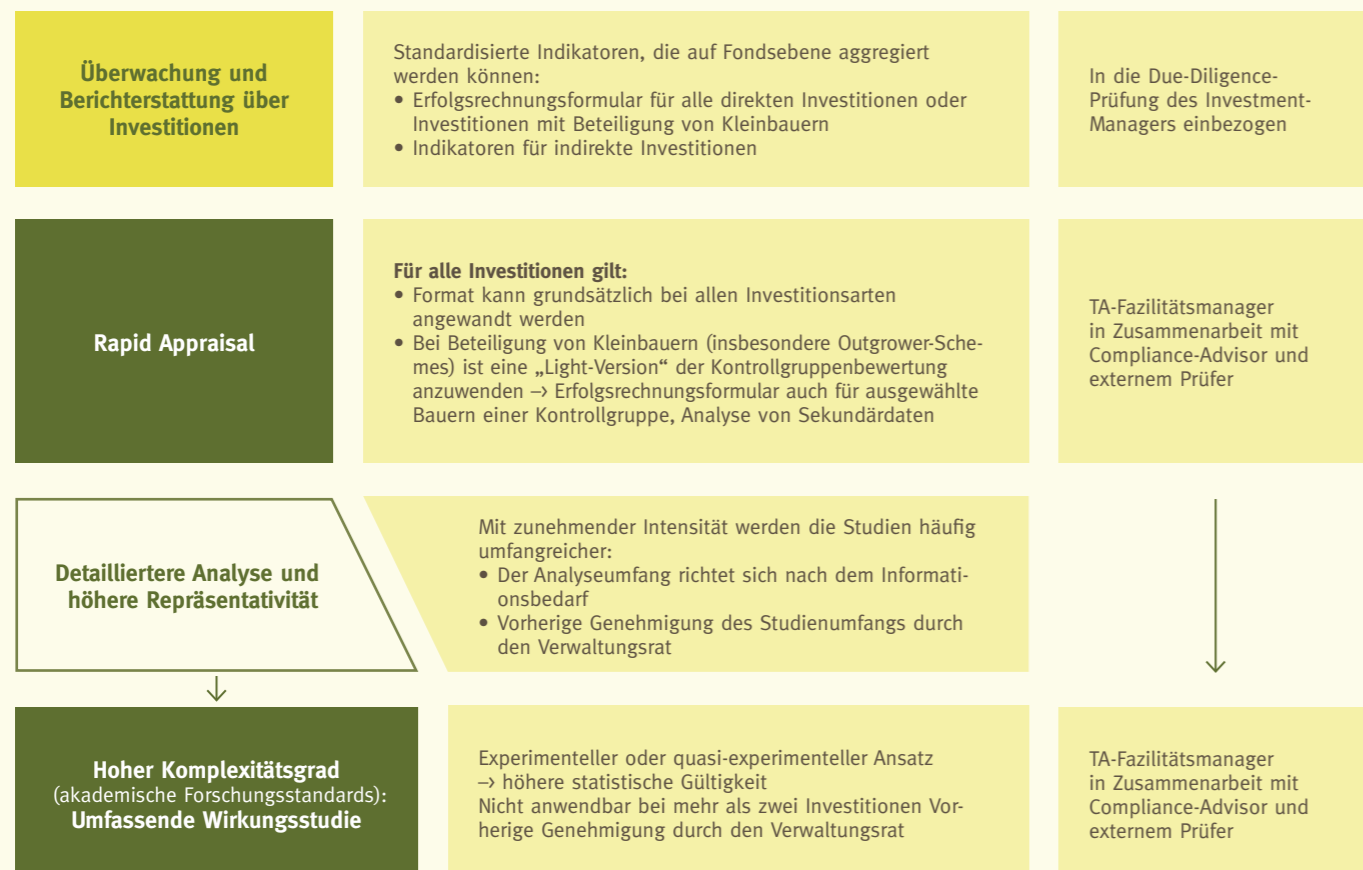 Überwachung und
Berichterstattung über
Investitionen
Standardisierte Indikatoren, die auf Fondsebene aggregiert
werden können:
• Erfolgsrechnungsformular für alle direkten Investitionen oder
Investitionen mit Beteiligung von Kleinbauern
• Indikatoren für indirekte Investitionen
In die Due-Diligence-
Prüfung des Investment-
Managers einbezogen
Rapid Appraisal
Für alle Investitionen gilt:
• Format kann grundsätzlich bei allen Investitionsarten
angewandt werden
• Bei Beteiligung von Kleinbauern (insbesondere Outgrower-Sche-
mes) ist eine „Light-Version“ der Kontrollgruppenbewertung
anzuwenden –> Erfolgsrechnungsformular auch für ausgewählte
Bauern einer Kontrollgruppe, Analyse von Sekundärdaten
TA-Fazilitätsmanager
in Zusammenarbeit mit
Compliance-Advisor und
externem Prüfer
Detailliertere Analyse und
höhere Repräsentativität
Mit zunehmender Intensität werden die Studien häufig
umfangreicher:
• Der Analyseumfang richtet sich nach dem Informati-
onsbedarf
• Vorherige Genehmigung des Studienumfangs durch
den Verwaltungsrat
Hoher Komplexitätsgrad
(akademische Forschungsstandards):
Umfassende Wirkungsstudie
Experimenteller oder quasi-experimenteller Ansatz
–> höhere statistische Gültigkeit
Nicht anwendbar bei mehr als zwei Investitionen Vor-
herige Genehmigung durch den Verwaltungsrat
TA-Fazilitätsmanager
in Zusammenarbeit mit
Compliance-Advisor und
externem Prüfer